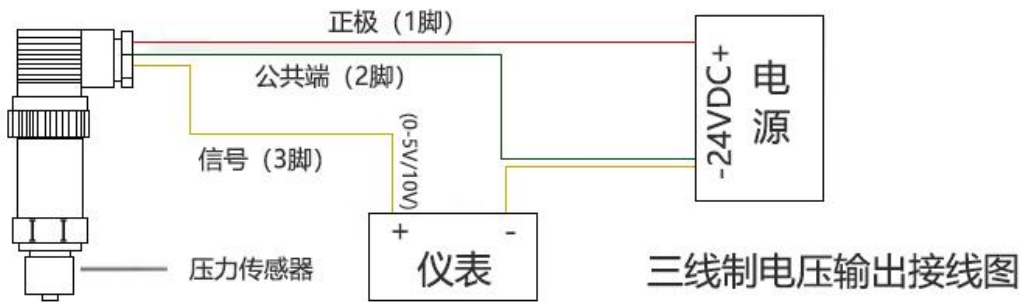 正极（1脚）
公共端（2脚）
信号（3脚）
(0-5V/10V)
-24VDC+
电源
+ -
仪表
压力传感器
三线制电压输出接线图